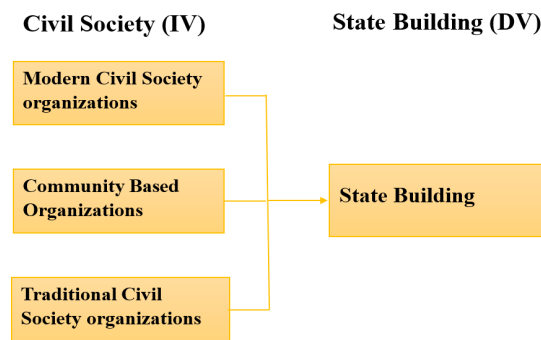 Civil Society (IV)
State Building (DV)
Modern Civil Society
organizations
Community Based
Organizations
State Building
Traditional Civil
Society organizations